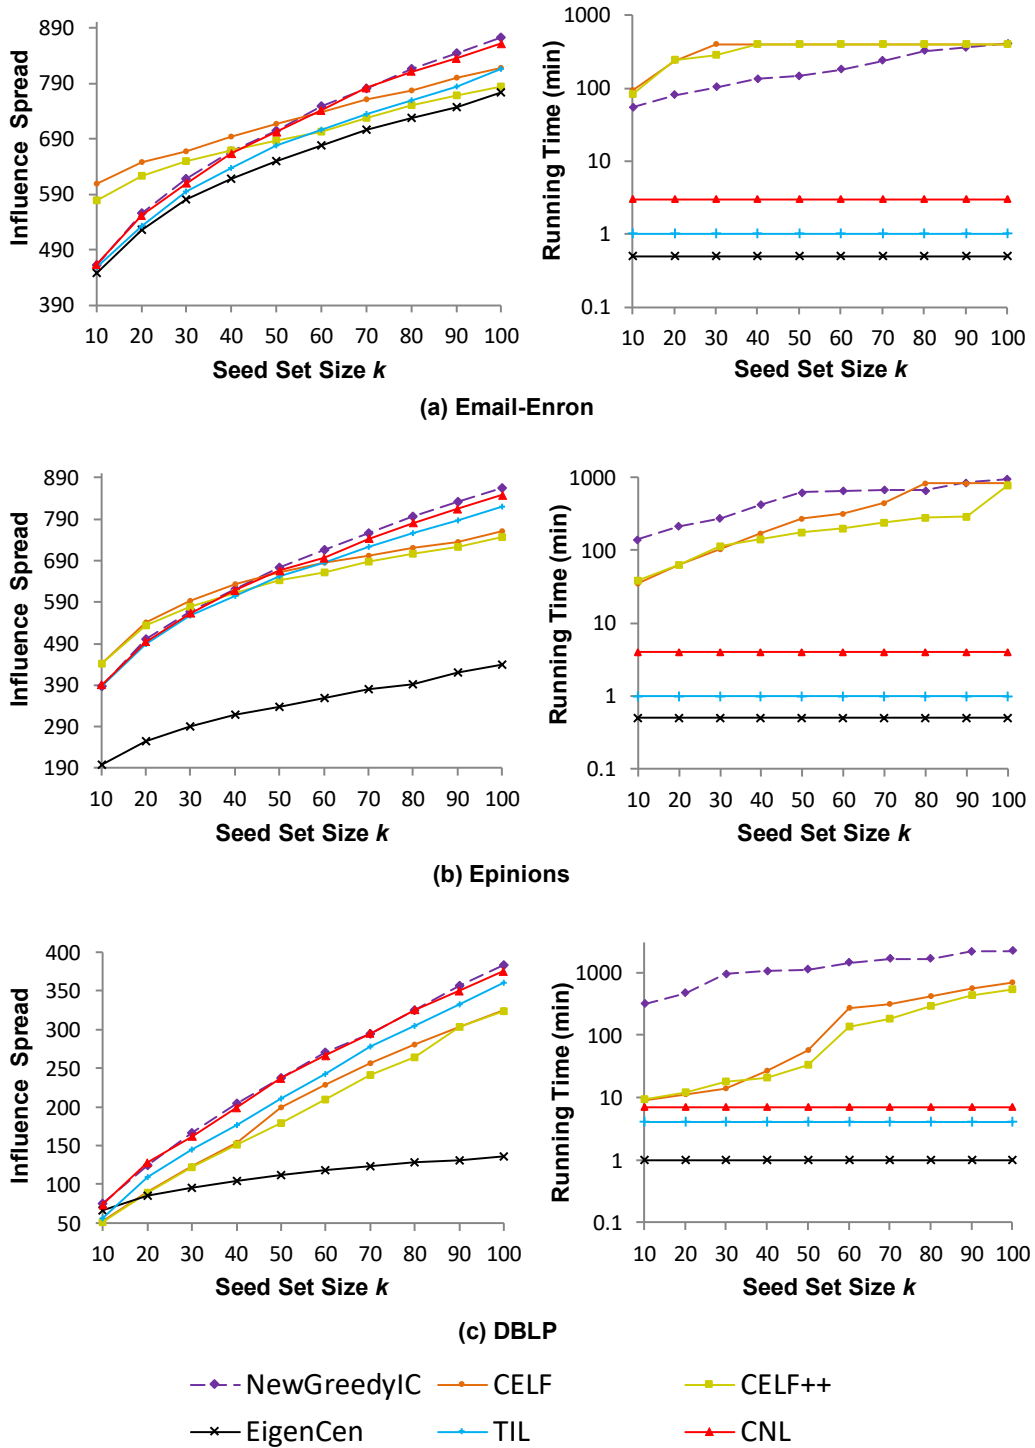 Influence Spread
890
790
690
590
490
390
10 20 30 40 50 60 70 80 90 100
Seed Set Size k
Running Time (min)
1000
100
10
1
0.1
10 20 30 40 50 60 70 80 90 100
Seed Set Size k
(a) Email-Enron
Influence Spread
890
790
690
590
490
390
290
190
10 20 30 40 50 60 70 80 90 100
Seed Set Size k
Running Time (min)
1000
100
10
1
0.1
10 20 30 40 50 60 70 80 90 100
Seed Set Size k
(b) Epinions
Influence Spread
400
350
300
250
200
150
100
50
10 20 30 40 50 60 70 80 90 100
Seed Set Size k
Running Time (min)
1000
100
10
1
0.1
10 20 30 40 50 60 70 80 90 100
Seed Set Size k
(c) DBLP
NewGreedyIC CELF CELF++
EigenCen TIL CNL